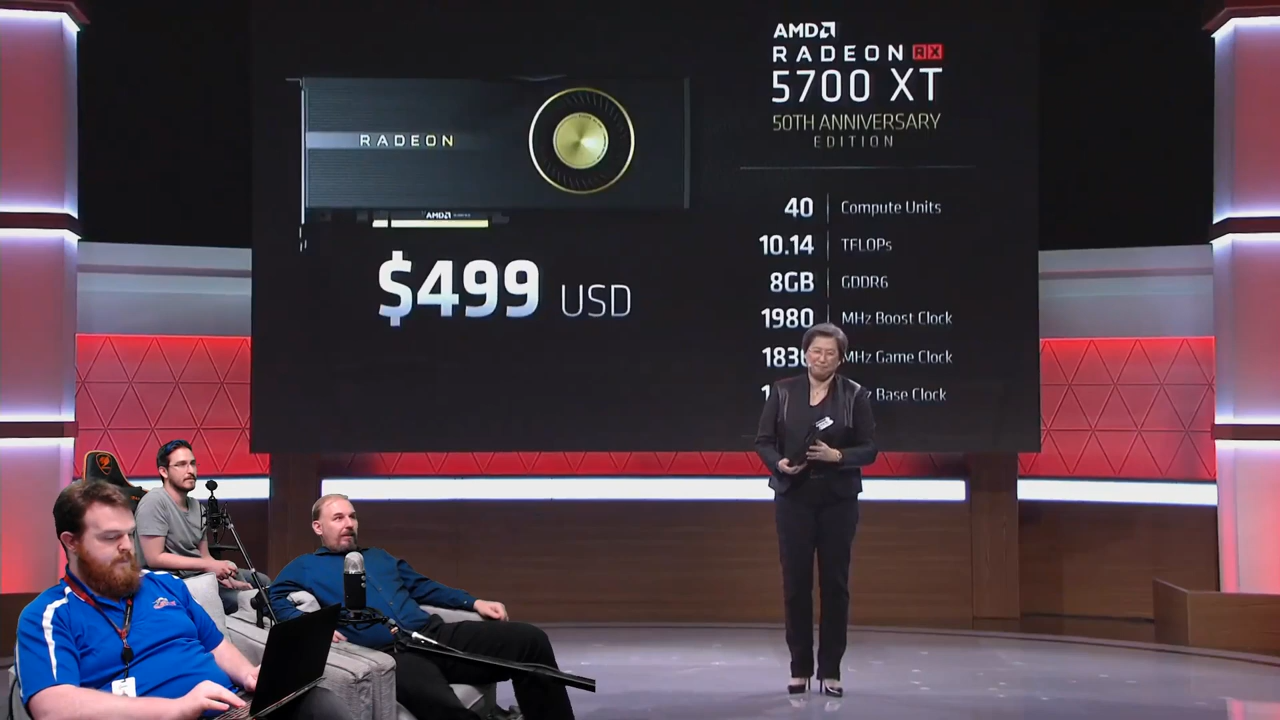 AMD
RADEON RX
5700 XT
50TH ANNIVERSARY
EDITION
RADEON
AMD
$499 USD
40 Compute Units
10.14 TFLOPs
8GB GDDR6
1980 MHz Boost Clock
MHz Game Clock
Base Clock